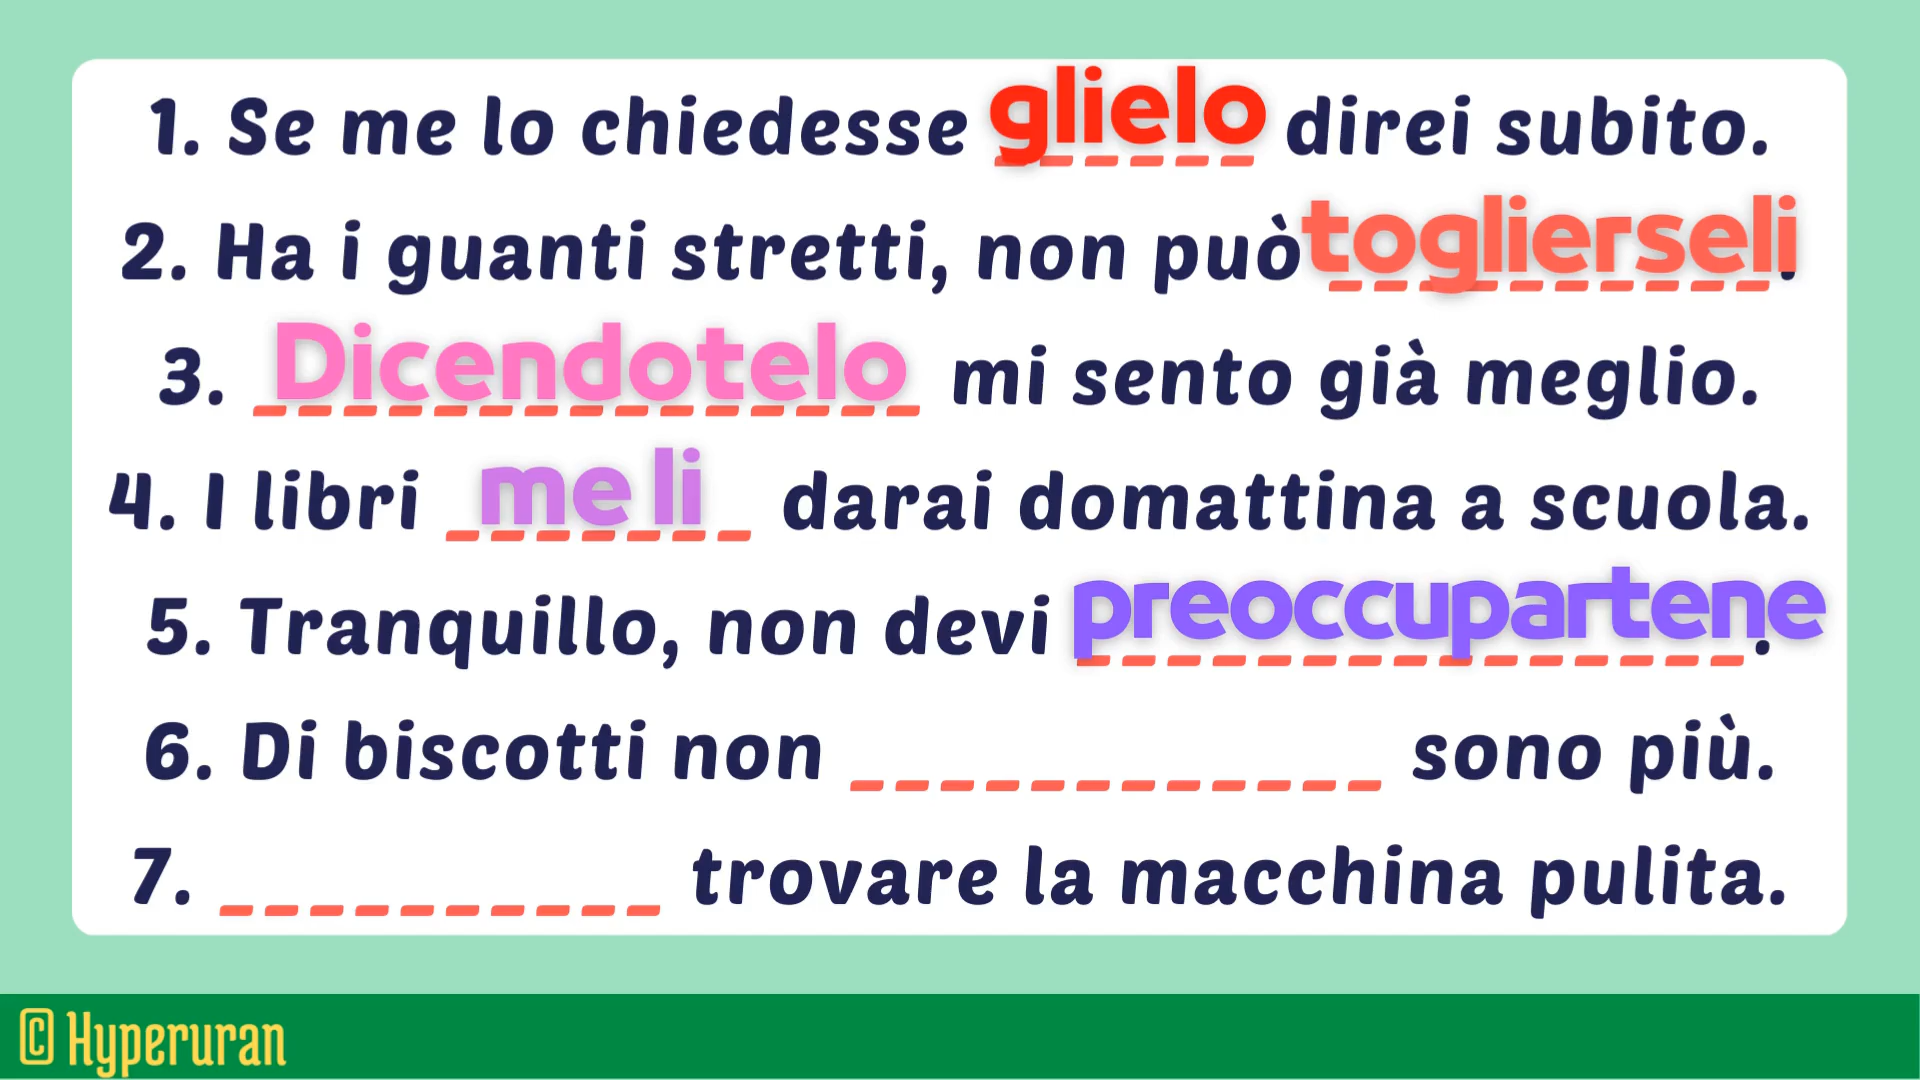 1. Se me lo chiedesse glielo direi subito.
2. Ha i guanti stretti, non può toglierseli.
3. Dicendotelo mi sento già meglio.
4. I libri me li darai domattina a scuola.
5. Tranquillo, non devi preoccupartene.
6. Di biscotti non ____________ sono più.
7. __________ trovare la macchina pulita.
© Hyperuran